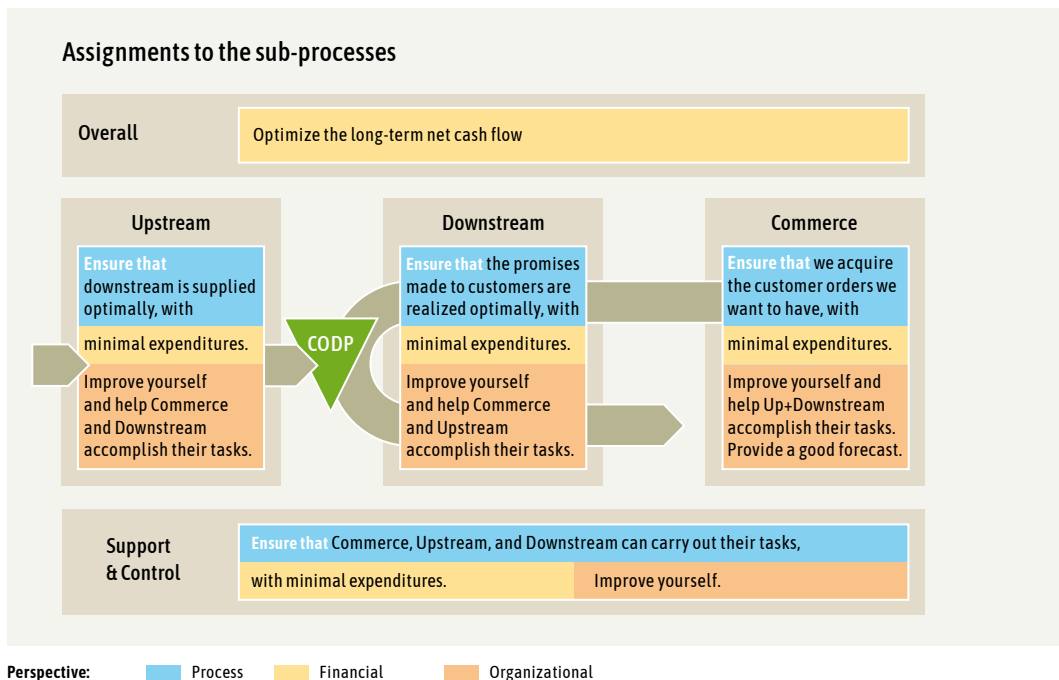 Assignments to the sub-processes
Overall
Optimize the long-term net cash flow
Upstream
Ensure that
downstream is supplied
optimally, with
minimal expenditures.
Improve yourself
and help Commerce
and Downstream
accomplish their tasks.
CODP
Downstream
Ensure that the promises
made to customers are
realized optimally, with
minimal expenditures.
Improve yourself
and help Commerce
and Upstream
accomplish their tasks.
Commerce
Ensure that we acquire
the customer orders we
want to have, with
minimal expenditures.
Improve yourself and
help Up+Downstream
accomplish their tasks.
Provide a good forecast.
Support
& Control
Ensure that Commerce, Upstream, and Downstream can carry out their tasks,
with minimal expenditures.
Improve yourself.
Perspective: Process Financial Organizational